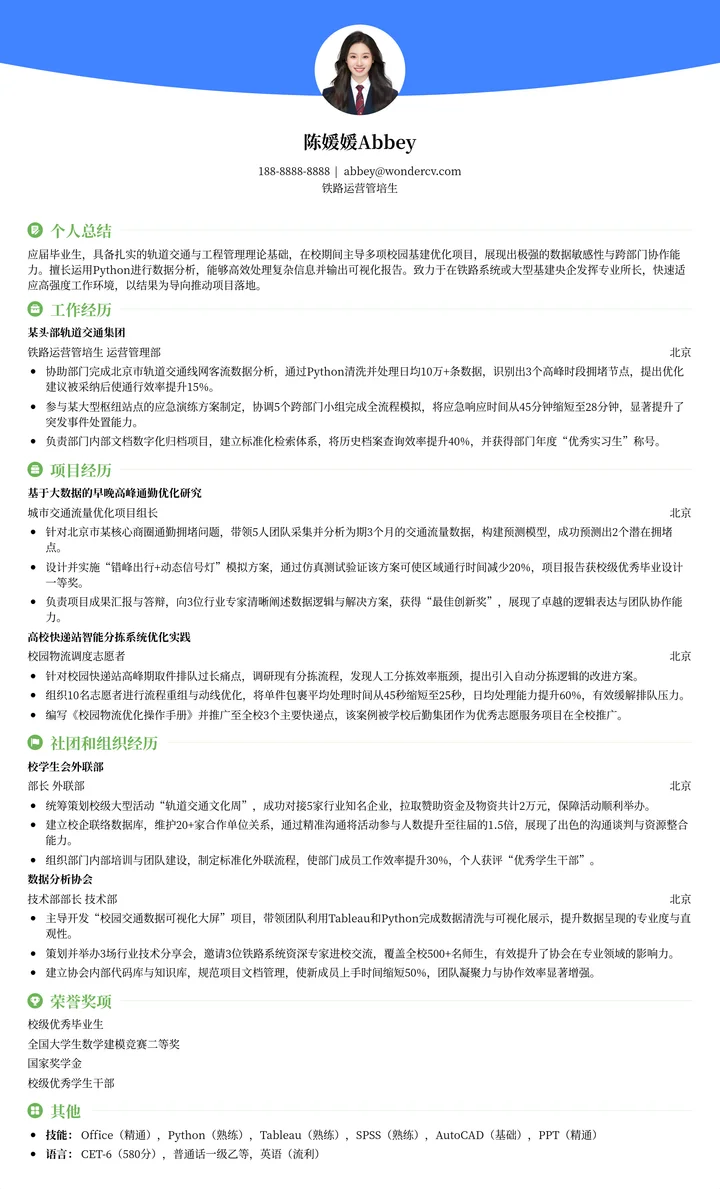 陈媛媛Abbey
188-8888-8888 | abbey@wondercv.com
铁路运营管培生
个人总结
应届毕业生，具备扎实的轨道交通与工程管理理论基础，在校期间主导多项校园基建优化项目，展现出极强的数据敏感性与跨部门协作能
力。擅长运用Python进行数据分析，能够高效处理复杂信息并输出可视化报告。致力于在铁路系统或大型基建央企发挥专业所长，快速适
应高强度工作环境，以结果为导向推动项目落地。
工作经历
某头部轨道交通集团
铁路运营管培生 运营管理部 北京
• 协助部门完成北京市轨道交通线网客流数据分析，通过Python清洗并处理日均10万+条数据，识别出3个高峰时段拥堵节点，提出优化
建议被采纳后使通行效率提升15%。
• 参与某大型枢纽站点的应急演练方案制定，协调5个跨部门小组完成全流程模拟，将应急响应时间从45分钟缩短至28分钟，显著提升了
突发事件处置能力。
• 负责部门内部文档数字化归档项目，建立标准化检索体系，将历史档案查询效率提升40%，并获得部门年度“优秀实习生”称号。
项目经历
基于大数据的早晚高峰通勤优化研究
城市交通流量优化项目组长 北京
• 针对北京市某核心商圈通勤拥堵问题，带领5人团队采集并分析为期3个月的交通流量数据，构建预测模型，成功预测出2个潜在拥堵
点。
• 设计并实施“错峰出行+动态信号灯”模拟方案，通过仿真测试验证该方案可使区域通行时间减少20%，项目报告获校级优秀毕业设计
一等奖。
• 负责项目成果汇报与答辩，向3位行业专家清晰阐述数据逻辑与解决方案，获得“最佳创新奖”，展现了卓越的逻辑表达与团队协作能
力。
高校快递站智能分拣系统优化实践
校园物流调度志愿者 北京
• 针对校园快递站高峰期取件排队过长痛点，调研现有分拣流程，发现人工分拣效率瓶颈，提出引入自动分拣逻辑的改进方案。
• 组织10名志愿者进行流程重组与动线优化，将单件包裹平均处理时间从45秒缩短至25秒，日均处理能力提升60%，有效缓解排队压力。
• 编写《校园物流优化操作手册》并推广至全校3个主要快递点，该案例被学校后勤集团作为优秀志愿服务项目在全校推广。
社团和组织经历
校学生会外联部
部长 外联部 北京
• 统筹策划校级大型活动“轨道交通文化周”，成功对接5家行业知名企业，拉取赞助资金及物资共计2万元，保障活动顺利举办。
• 建立校企联络数据库，维护20+家合作单位关系，通过精准沟通将活动参与人数提升至往届的1.5倍，展现了出色的沟通谈判与资源整合
能力。
• 组织部门内部培训与团队建设，制定标准化外联流程，使部门成员工作效率提升30%，个人获评“优秀学生干部”。
数据分析协会
技术部部长 技术部 北京
• 主导开发“校园交通数据可视化大屏”项目，带领团队利用Tableau和Python完成数据清洗与可视化展示，提升数据呈现的专业度与直
观性。
• 策划并举办3场行业技术分享会，邀请3位铁路系统资深专家进校交流，覆盖全校500+名师生，有效提升了协会在专业领域的影响力。
• 建立协会内部代码库与知识库，规范项目文档管理，使新成员上手时间缩短50%，团队凝聚力与协作效率显著增强。
荣誉奖项
校级优秀毕业生
全国大学生数学建模竞赛二等奖
国家奖学金
校级优秀学生干部
其他
• 技能： Office（精通）, Python（熟练）, Tableau（熟练）, SPSS（熟练）, AutoCAD（基础）, PPT（精通）
• 语言： CET-6（580分）, 普通话一级乙等, 英语（流利）